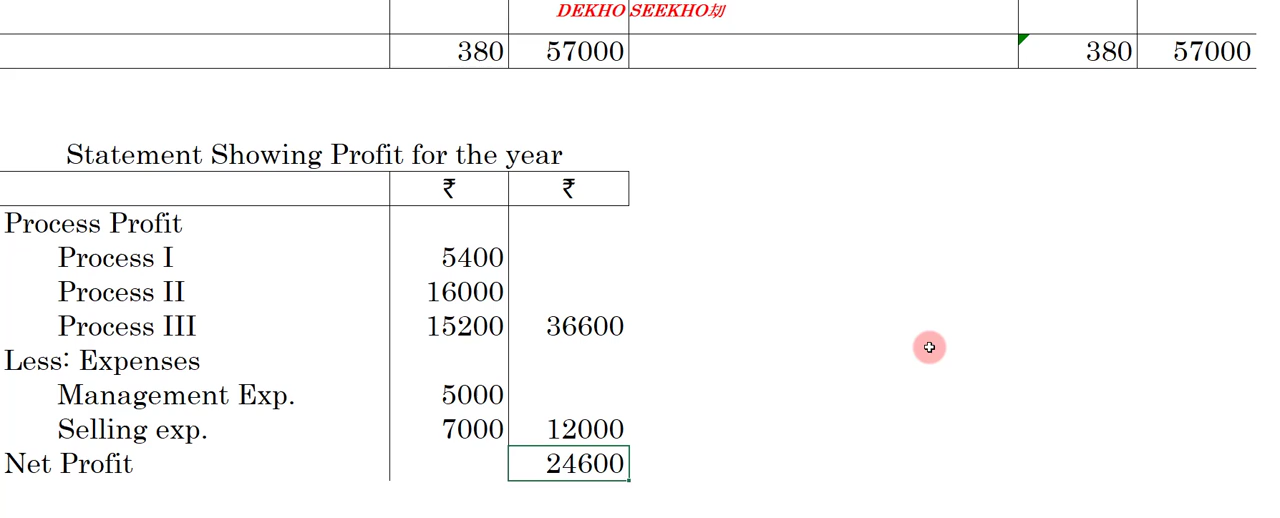 DEKHO SEEKHO
380 57000 380 57000
Statement Showing Profit for the year
₹ ₹
Process Profit
Process I 5400
Process II 16000
Process III 15200 36600
Less: Expenses
Management Exp. 5000
Selling exp. 7000 12000
Net Profit 24600